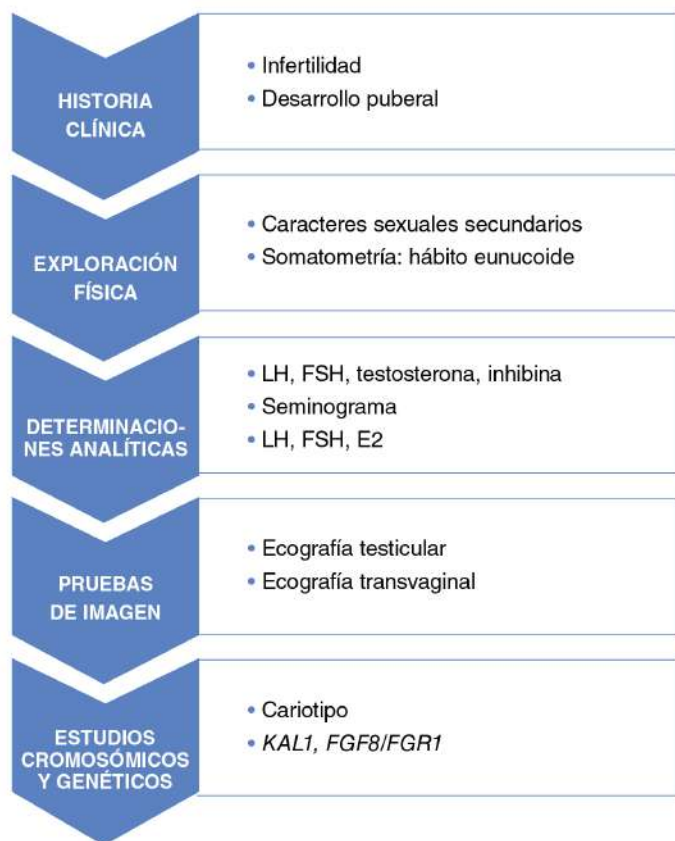 HISTORIA
CLÍNICA
• Infertilidad
• Desarrollo puberal
EXPLORACIÓN
FÍSICA
• Caracteres sexuales secundarios
• Somatometría: hábito eunucoide
DETERMINACIO-
NES ANALÍTICAS
• LH, FSH, testosterona, inhibina
• Seminograma
• LH, FSH, E2
PRUEBAS
DE IMAGEN
• Ecografía testicular
• Ecografía transvaginal
ESTUDIOS
CROMOSÓMICOS
Y GENÉTICOS
• Cariotipo
• KAL1, FGF8/FGR1